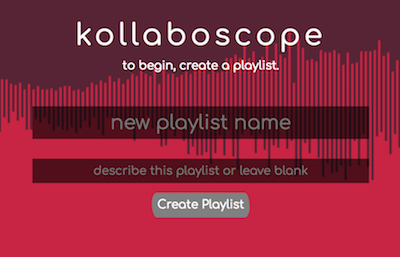 kollaboscope
to begin, create a playlist.
new playlist name
describe this playlist or leave blank
Create Playlist